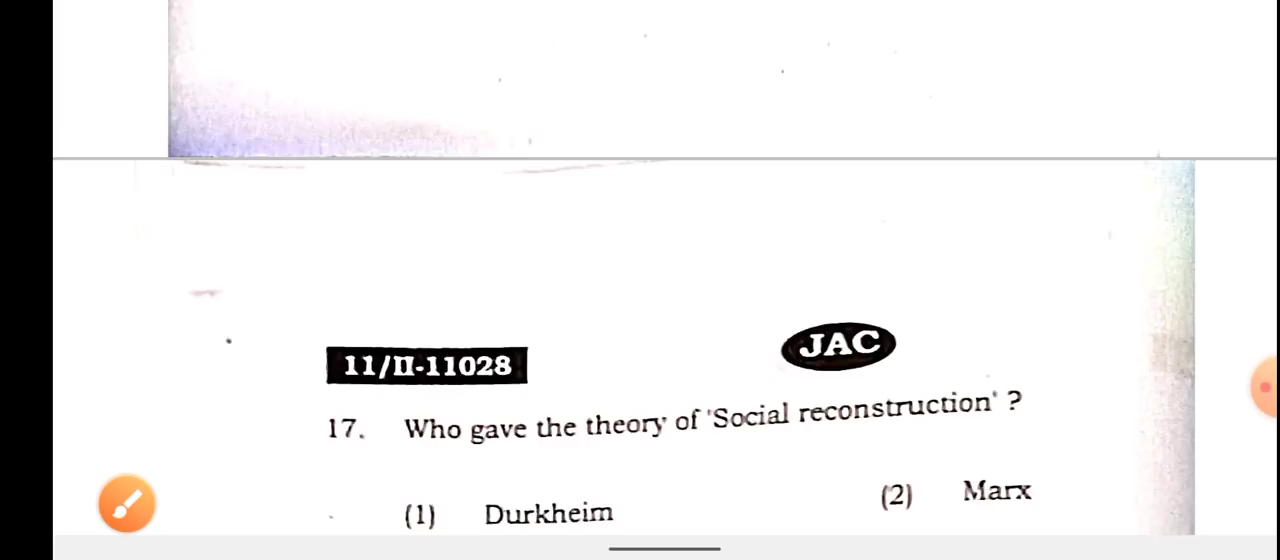 11/II-11028
JAC
17. Who gave the theory of 'Social reconstruction' ?
(1) Durkheim (2) Marx